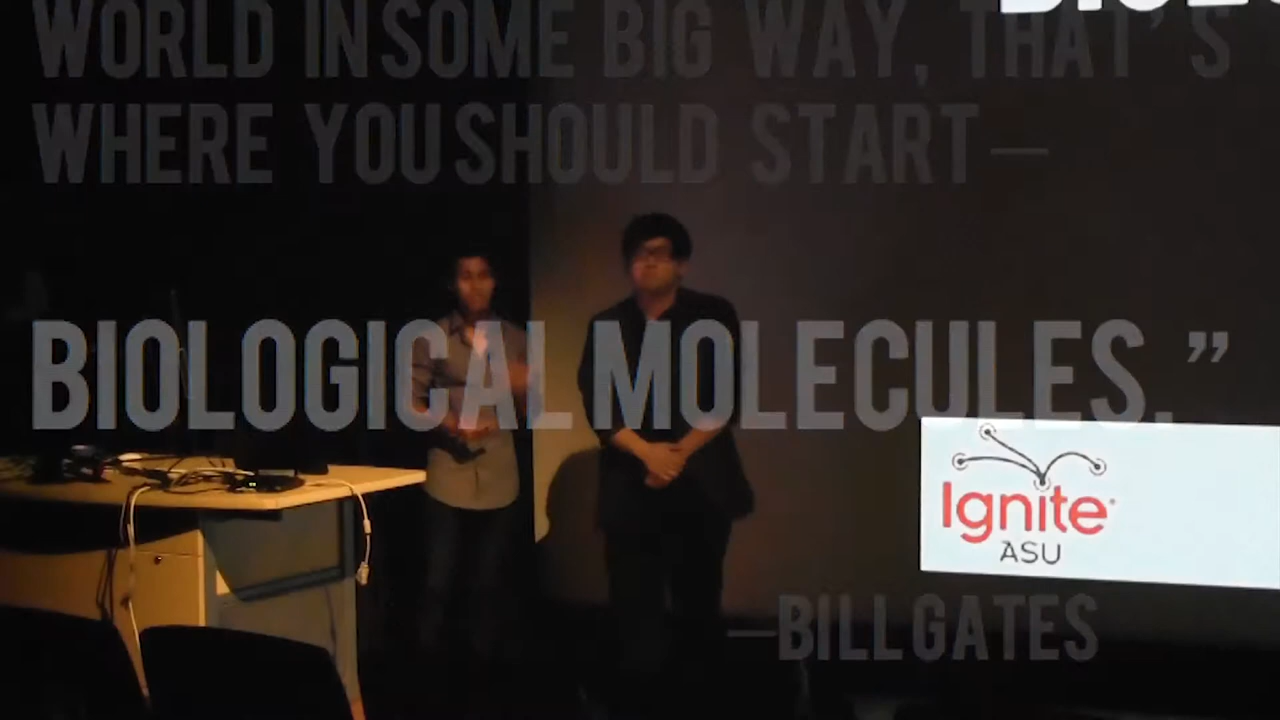 WORLD IN SOME BIG WAY, THAT'S
WHERE YOU SHOULD START —
BIOLOGICAL MOLECULES."
Ignite
ASU
—BILL GATES